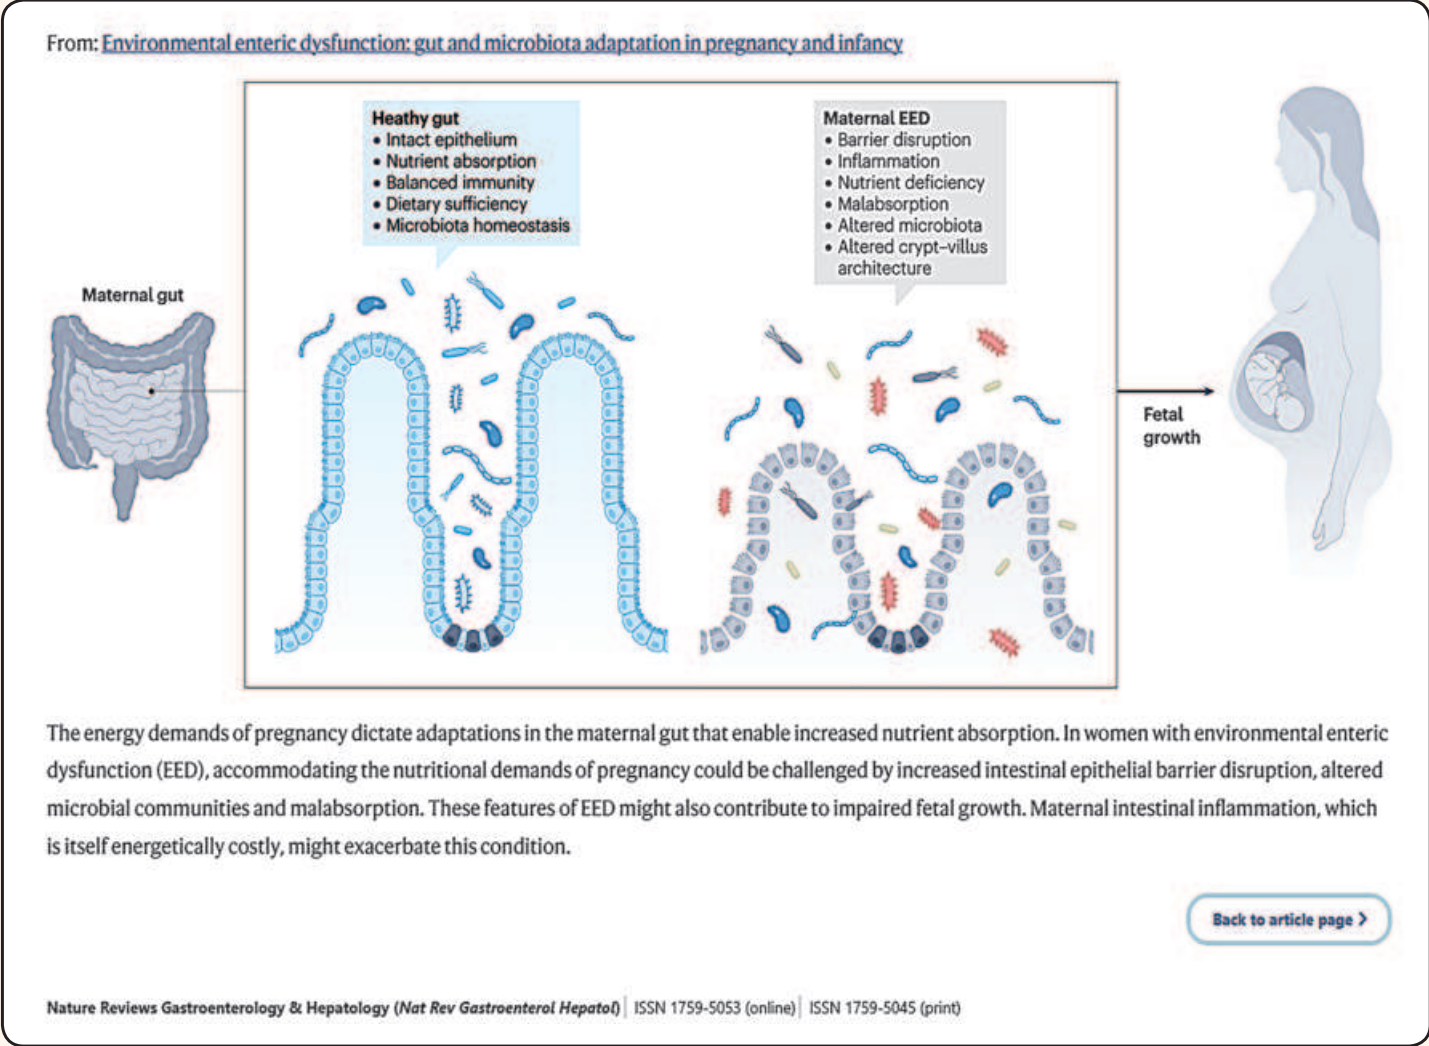 From: Environmental enteric dysfunction: gut and microbiota adaptation in pregnancy and infancy
Heathy gut
• Intact epithelium
• Nutrient absorption
• Balanced immunity
• Dietary sufficiency
• Microbiota homeostasis
Maternal EED
• Barrier disruption
• Inflammation
• Nutrient deficiency
• Malabsorption
• Altered microbiota
• Altered crypt–villus
architecture
Maternal gut
Fetal
growth
The energy demands of pregnancy dictate adaptations in the maternal gut that enable increased nutrient absorption. In women with environmental enteric
dysfunction (EED), accommodating the nutritional demands of pregnancy could be challenged by increased intestinal epithelial barrier disruption, altered
microbial communities and malabsorption. These features of EED might also contribute to impaired fetal growth. Maternal intestinal inflammation, which
is itself energetically costly, might exacerbate this condition.
Back to article page >
Nature Reviews Gastroenterology & Hepatology (Nat Rev Gastroenterol Hepatol) | ISSN 1759-5053 (online) | ISSN 1759-5045 (print)